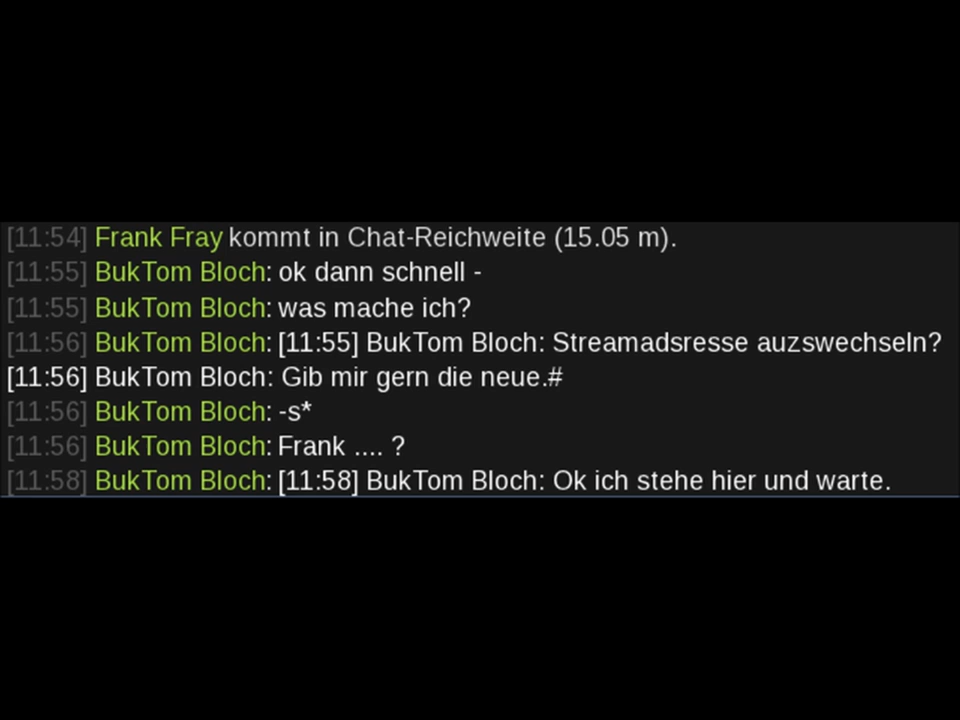 [11:54] Frank Fray kommt in Chat-Reichweite (15.05 m).
[11:55] BukTom Bloch: ok dann schnell -
[11:55] BukTom Bloch: was mache ich?
[11:56] BukTom Bloch: [11:55] BukTom Bloch: Streamadsresse auzswechseln?
[11:56] BukTom Bloch: Gib mir gern die neue.#
[11:56] BukTom Bloch: -s*
[11:56] BukTom Bloch: Frank .... ?
[11:58] BukTom Bloch: [11:58] BukTom Bloch: Ok ich stehe hier und warte.